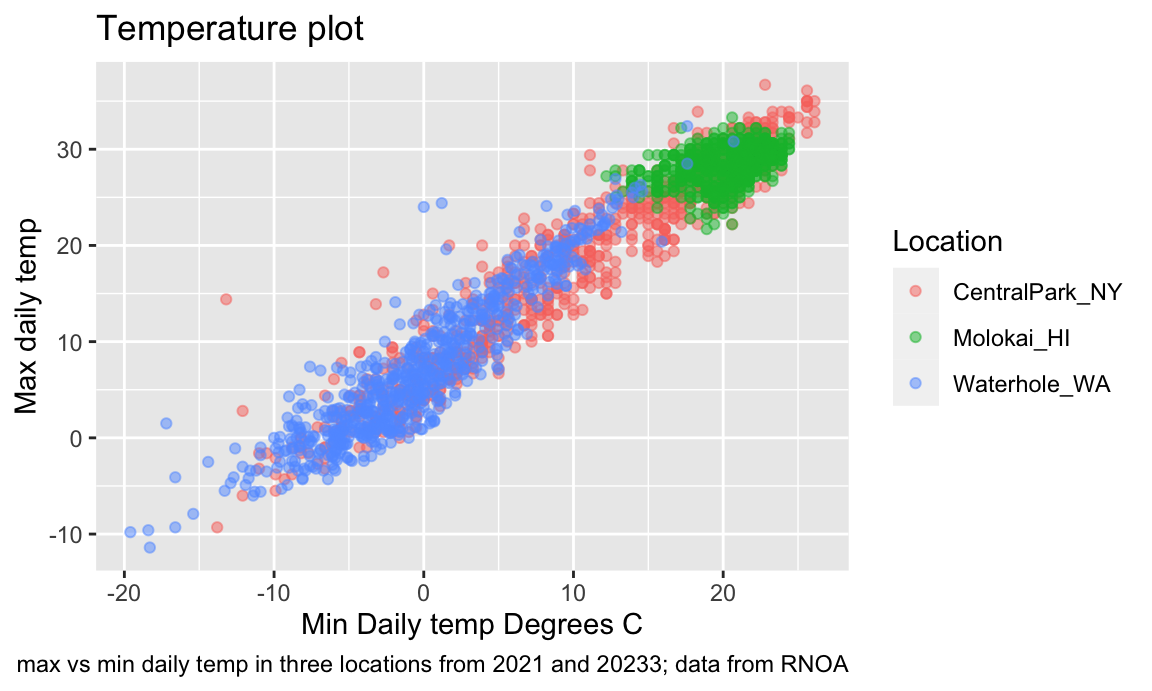 Temperature plot
Max daily temp
30
20
10
0
-10
-20 -10 0 10 20
Min Daily temp Degrees C
max vs min daily temp in three locations from 2021 and 20233; data from RNOA
Location
CentralPark_NY
Molokai_HI
Waterhole_WA